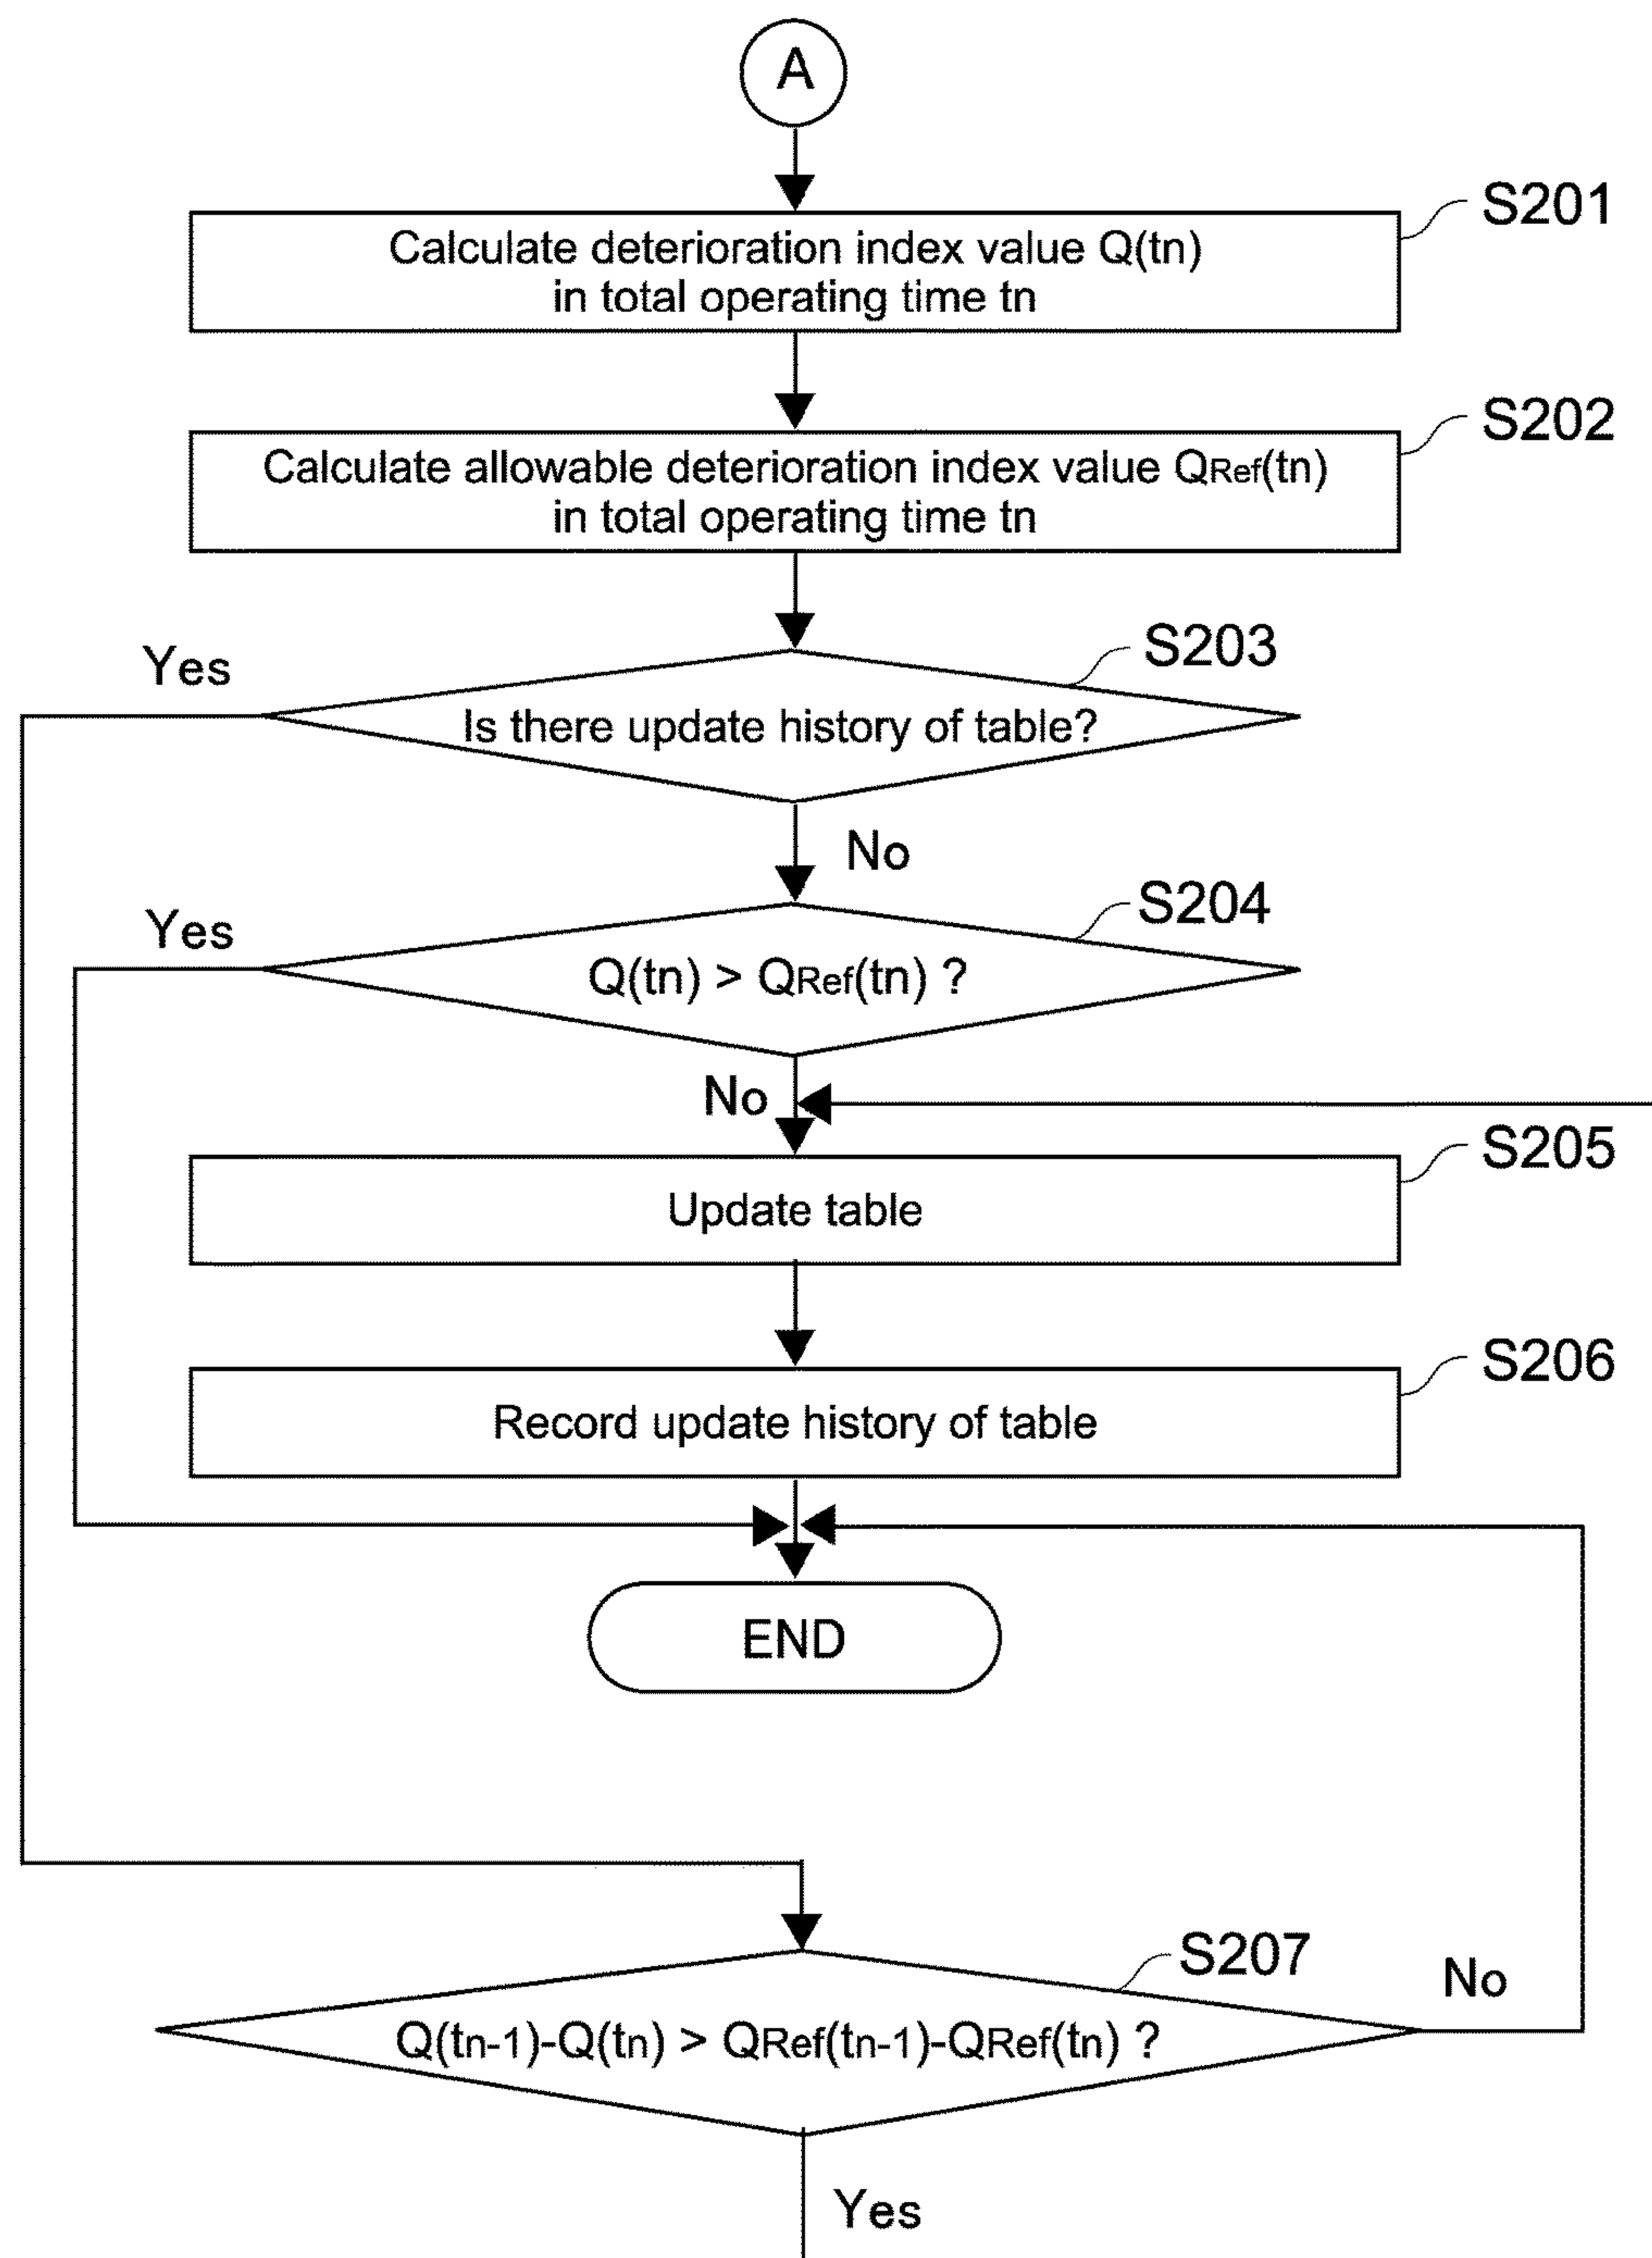 A
S201
Calculate deterioration index value Q(tn)
in total operating time tn
S202
Calculate allowable deterioration index value QRef(tn)
in total operating time tn
S203
Yes
Is there update history of table?
No
S204
Yes
Q(tn) > QRef(tn) ?
No
S205
Update table
S206
Record update history of table
END
S207
No
Q(tn-1)-Q(tn) > QRef(tn-1)-QRef(tn) ?
Yes